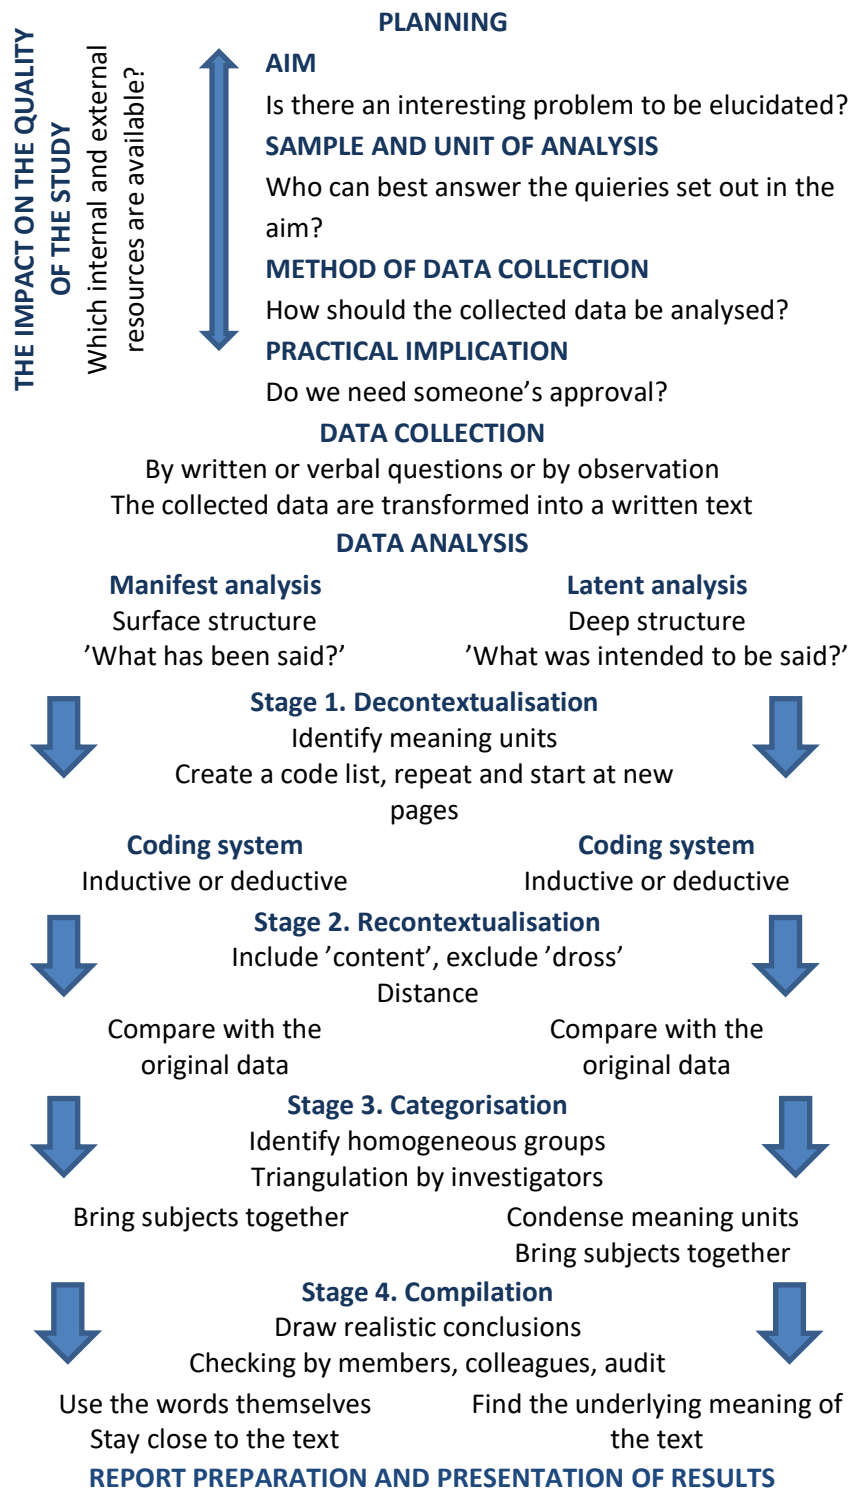 THE IMPACT ON THE QUALITY
OF THE STUDY
Which internal and external
resources are available?
PLANNING
AIM
Is there an interesting problem to be elucidated?
SAMPLE AND UNIT OF ANALYSIS
Who can best answer the quieries set out in the
aim?
METHOD OF DATA COLLECTION
How should the collected data be analysed?
PRACTICAL IMPLICATION
Do we need someone’s approval?
DATA COLLECTION
By written or verbal questions or by observation
The collected data are transformed into a written text
DATA ANALYSIS
Manifest analysis
Surface structure
’What has been said?’
Latent analysis
Deep structure
’What was intended to be said?’
Stage 1. Decontextualisation
Identify meaning units
Create a code list, repeat and start at new
pages
Coding system
Inductive or deductive
Coding system
Inductive or deductive
Stage 2. Recontextualisation
Include ’content’, exclude ’dross’
Distance
Compare with the
original data
Compare with the
original data
Stage 3. Categorisation
Identify homogeneous groups
Triangulation by investigators
Bring subjects together
Condense meaning units
Bring subjects together
Stage 4. Compilation
Draw realistic conclusions
Checking by members, colleagues, audit
Use the words themselves
Stay close to the text
Find the underlying meaning of
the text
REPORT PREPARATION AND PRESENTATION OF RESULTS